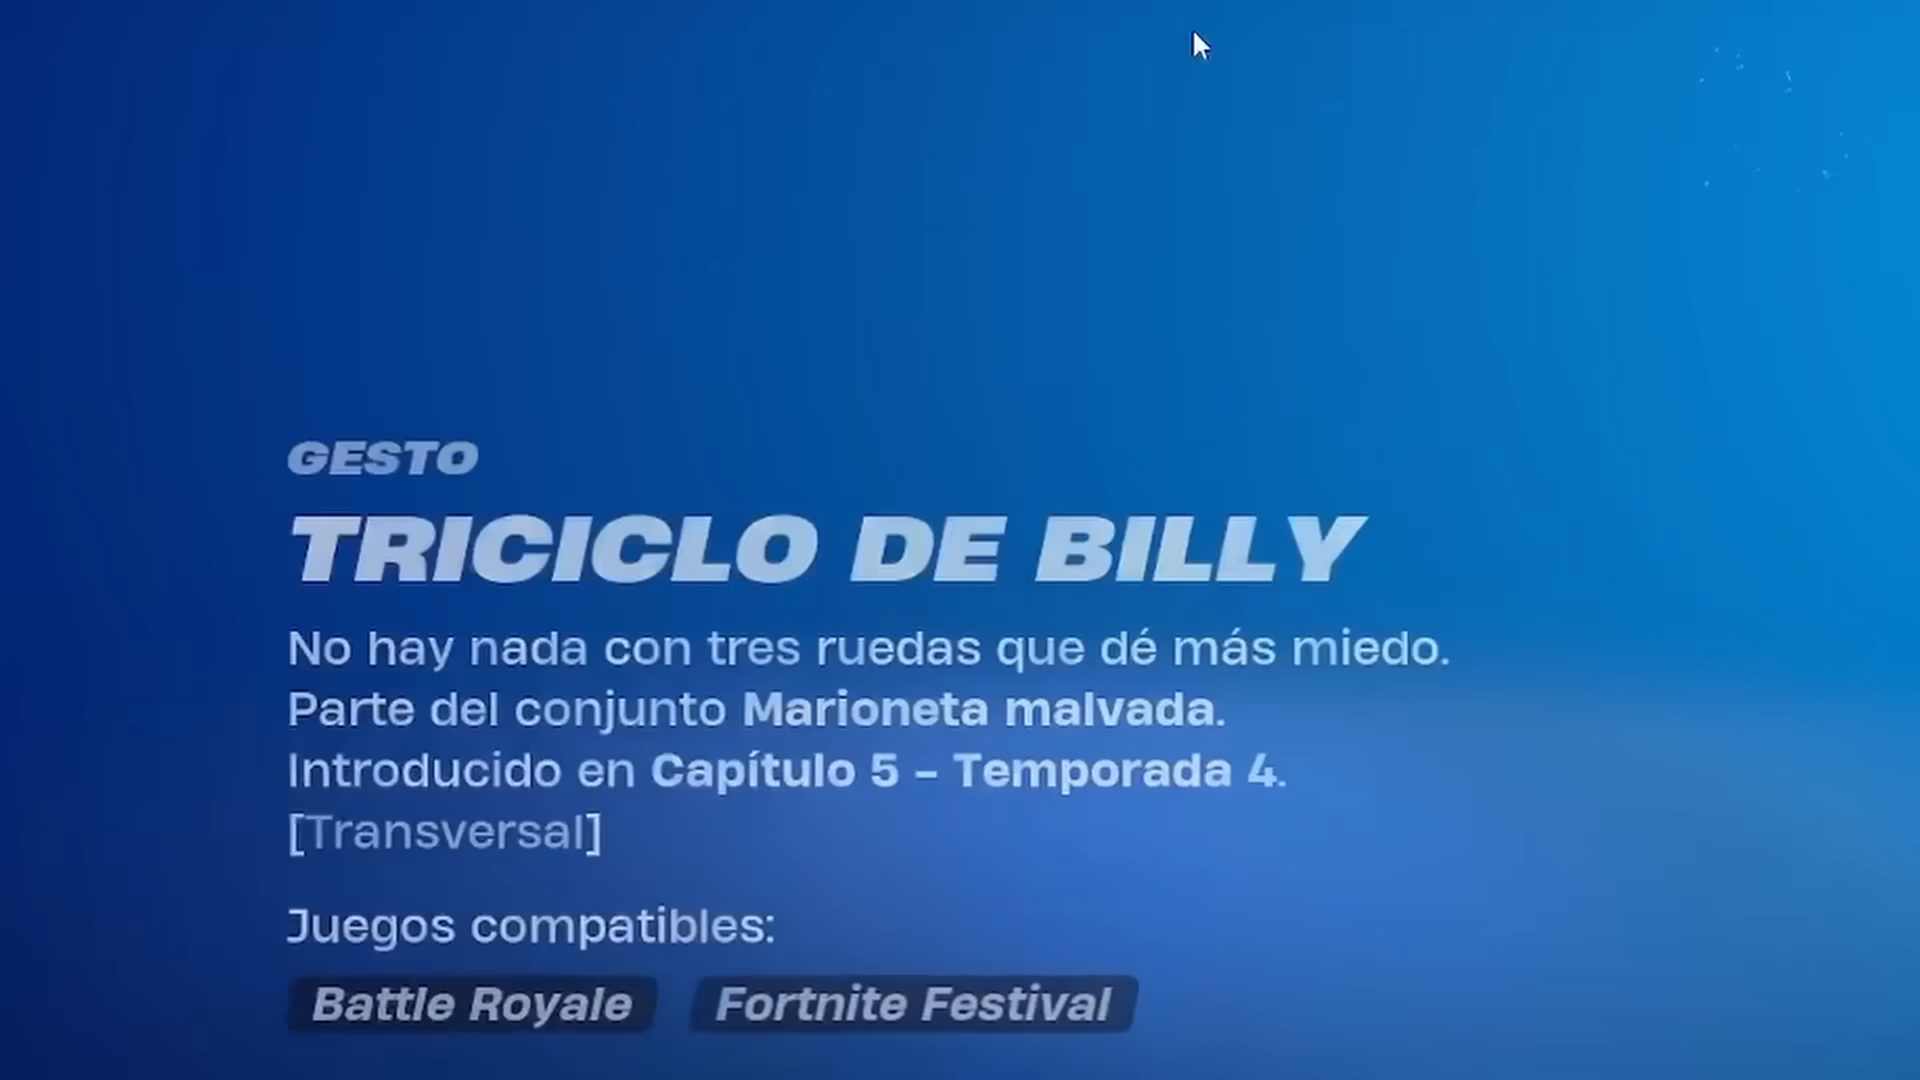 GESTO
TRICICLO DE BILLY
No hay nada con tres ruedas que dé más miedo.
Parte del conjunto Marioneta malvada.
Introducido en Capítulo 5 - Temporada 4.
[Transversal]
Juegos compatibles:
Battle Royale Fortnite Festival